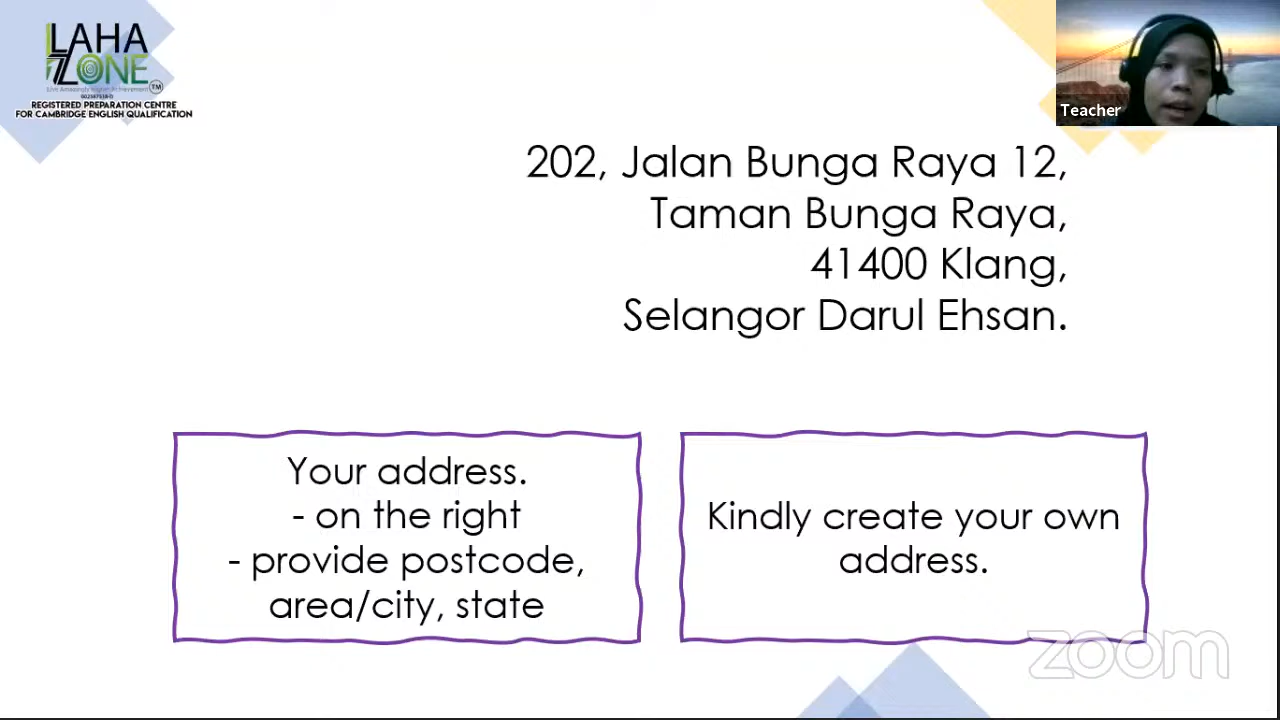 LAHA
ZONE
TM
REGISTERED PREPARATION CENTRE
FOR CAMBRIDGE ENGLISH QUALIFICATION
Teacher
202, Jalan Bunga Raya 12,
Taman Bunga Raya,
41400 Klang,
Selangor Darul Ehsan.
Your address.
- on the right
- provide postcode,
area/city, state
Kindly create your own
address.
zoom